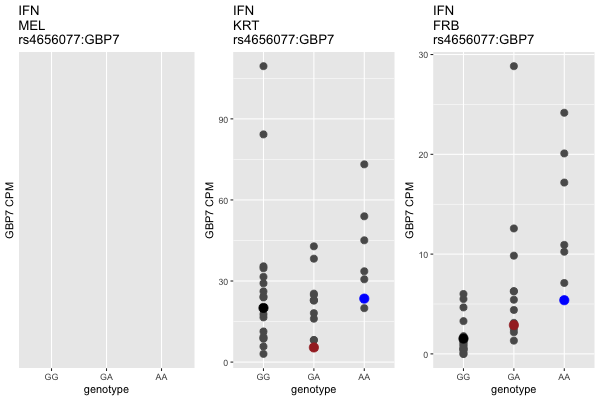 IFN
MEL
rs4656077:GBP7
GBP7 CPM
GG GA AA
genotype
IFN
KRT
rs4656077:GBP7
GBP7 CPM
90
60
30
0
GG GA AA
genotype
IFN
FRB
rs4656077:GBP7
GBP7 CPM
30
20
10
0
GG GA AA
genotype